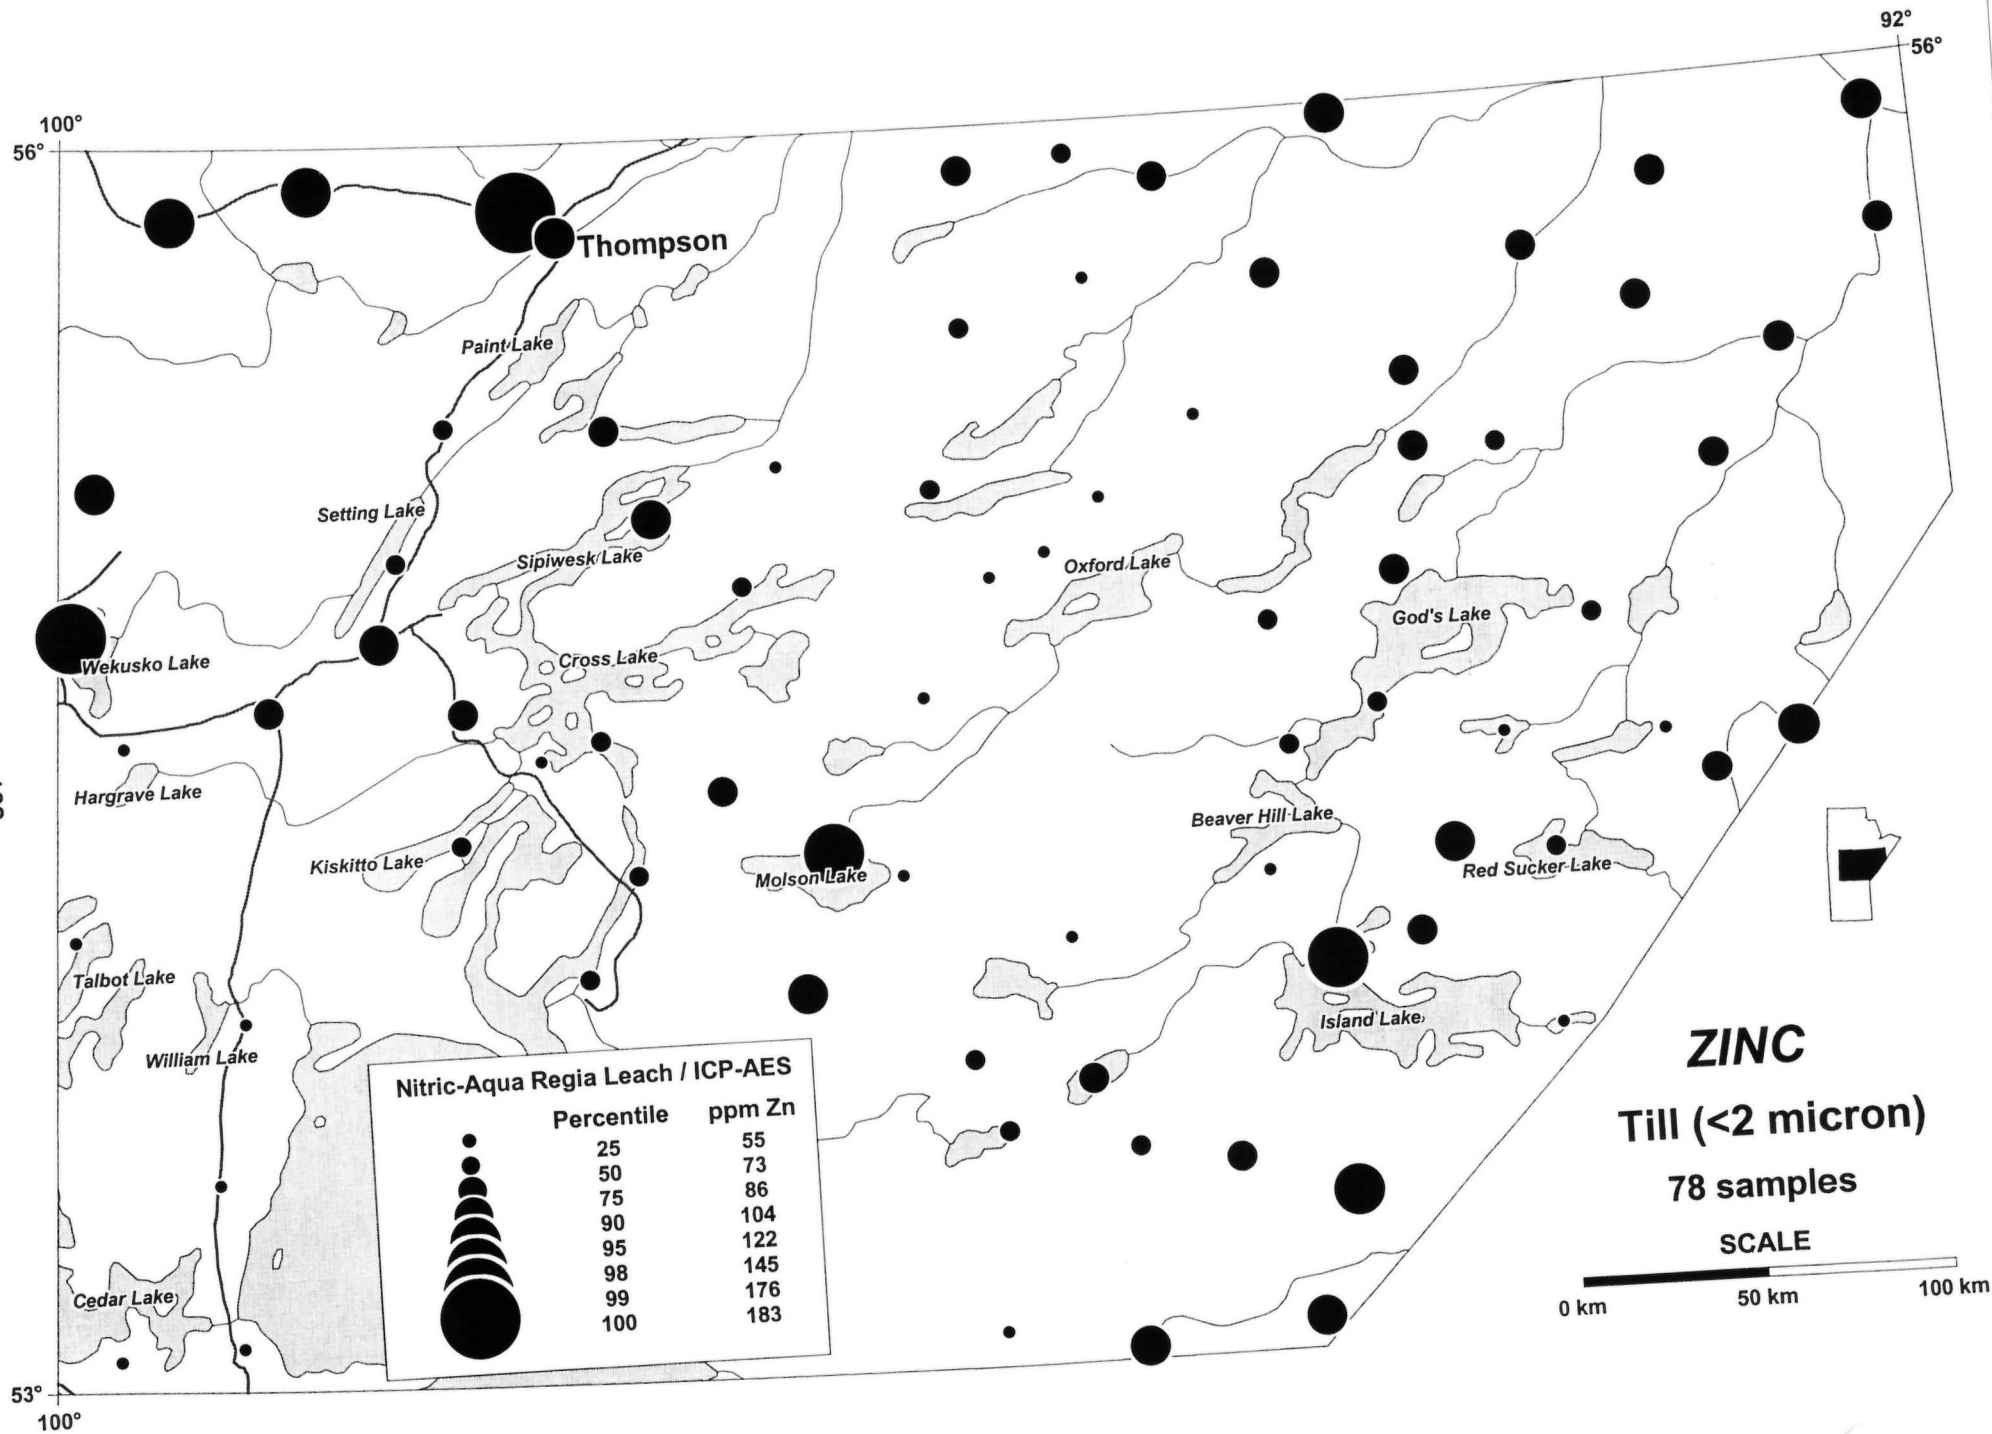 92°
56°
100°
56°
Thompson
Paint Lake
Setting Lake
Sipiwesk Lake
Oxford Lake
God's Lake
Wekusko Lake
Cross Lake
Hargrave Lake
Beaver Hill Lake
Kiskitto Lake
Molson Lake
Red Sucker Lake
Talbot Lake
William Lake
Island Lake
Cedar Lake
Nitric-Aqua Regia Leach / ICP-AES
Percentile ppm Zn
25 55
50 73
75 86
90 104
95 122
98 145
99 176
100 183
ZINC
Till (<2 micron)
78 samples
SCALE
0 km 50 km 100 km
53°
100°